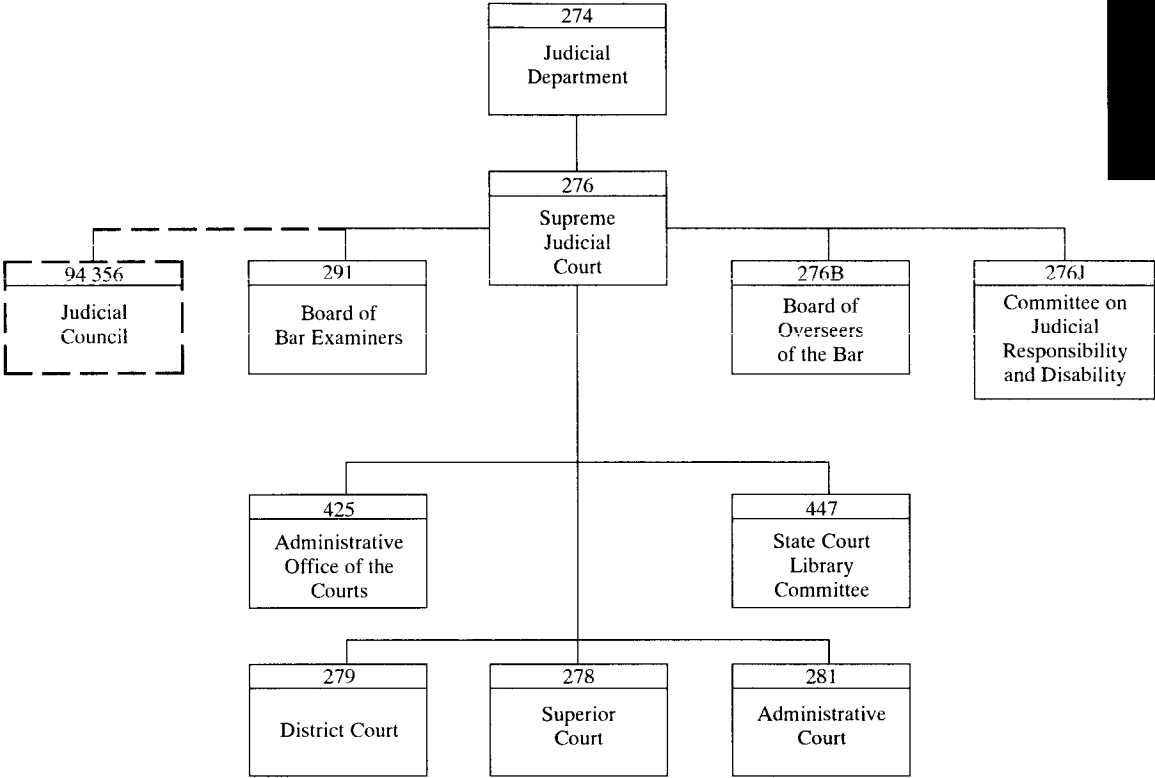 274
Judicial
Department
276
Supreme
Judicial
Court
94 356
Judicial
Council
291
Board of
Bar Examiners
276B
Board of
Overseers
of the Bar
276J
Committee on
Judicial
Responsibility
and Disability
425
Administrative
Office of the
Courts
447
State Court
Library
Committee
279
District Court
278
Superior
Court
281
Administrative
Court